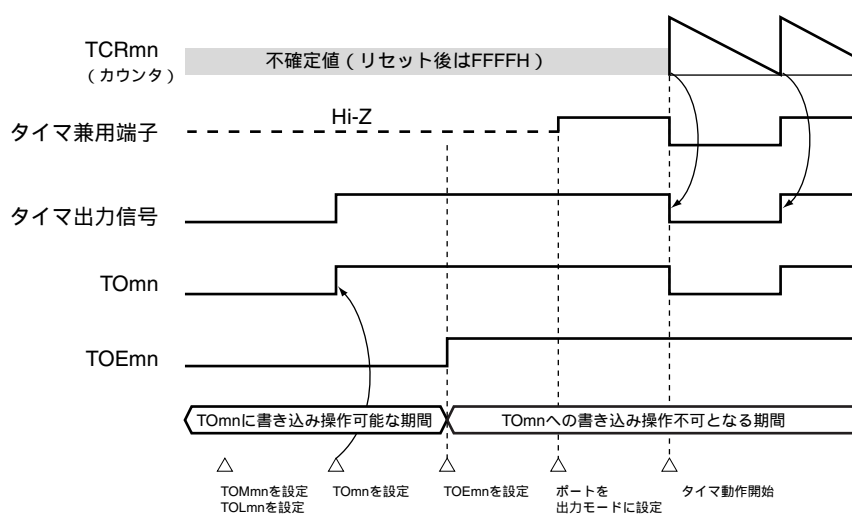 TCRmn
（カウンタ）
不確定値（リセット後はFFFFH）
Hi-Z
タイマ兼用端子
タイマ出力信号
TOmn
TOEmn
TOmnに書き込み操作可能な期間
TOmnへの書き込み操作不可となる期間
TOMmnを設定
TOLmnを設定
TOmnを設定
TOEmnを設定
ポートを
出力モードに設定
タイマ動作開始